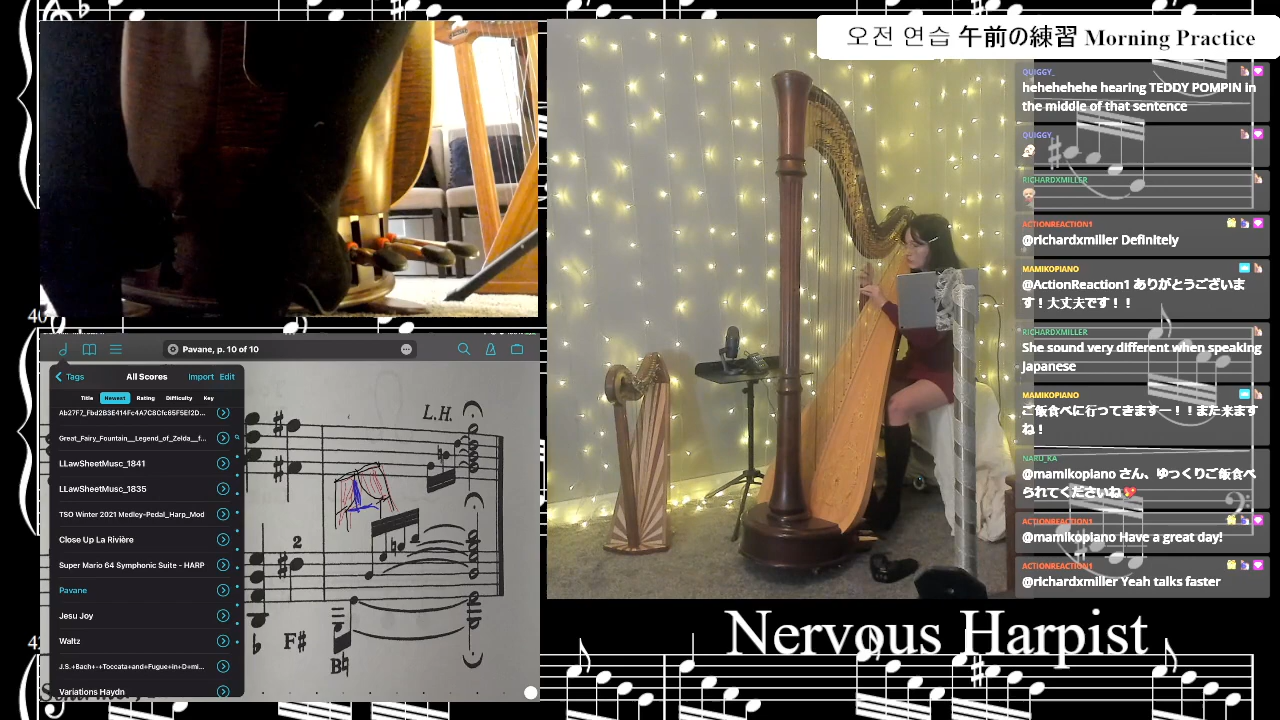 오전 연습 午前の練習 Morning Practice
QUIGGY_
hehehehehe hearing TEDDY POMPIN in
the middle of that sentence
QUIGGY_
RICHARDXMILLER
ACTIONREACTION1
@richardxmiller Definitely
MAMIKOPIANO
@ActionReaction1 ありがとうございま
す！大丈夫です！！
RICHARDXMILLER
She sound very different when speaking
Japanese
MAMIKOPIANO
ご飯食べに行ってきますー！！また来ます
ね！
NARU_KA
@mamikopiano さん、ゆっくりご飯食べ
られてくださいね
ACTIONREACTION1
@mamikopiano Have a great day!
ACTIONREACTION1
@richardxmiller Yeah talks faster
Pavane, p. 10 of 10
Tags
All Scores
Import Edit
Title Newest Rating Difficulty Key
Ab27F7_Fbd2B3E414Fc4A7C8Cfc65F5Ef2D...
Great_Fairy_Fountain__Legend_of_Zelda__f...
LLawSheetMusc_1841
LLawSheetMusc_1835
TSO Winter 2021 Medley-Pedal_Harp_Mod
Close Up La Rivière
Super Mario 64 Symphonic Suite - HARP
Pavane
Jesu Joy
Waltz
J.S.+Bach+-+Toccata+and+Fugue+in+D+mi...
Variations Haydn
L.H.
2
F#
B♮
Nervous Harpist